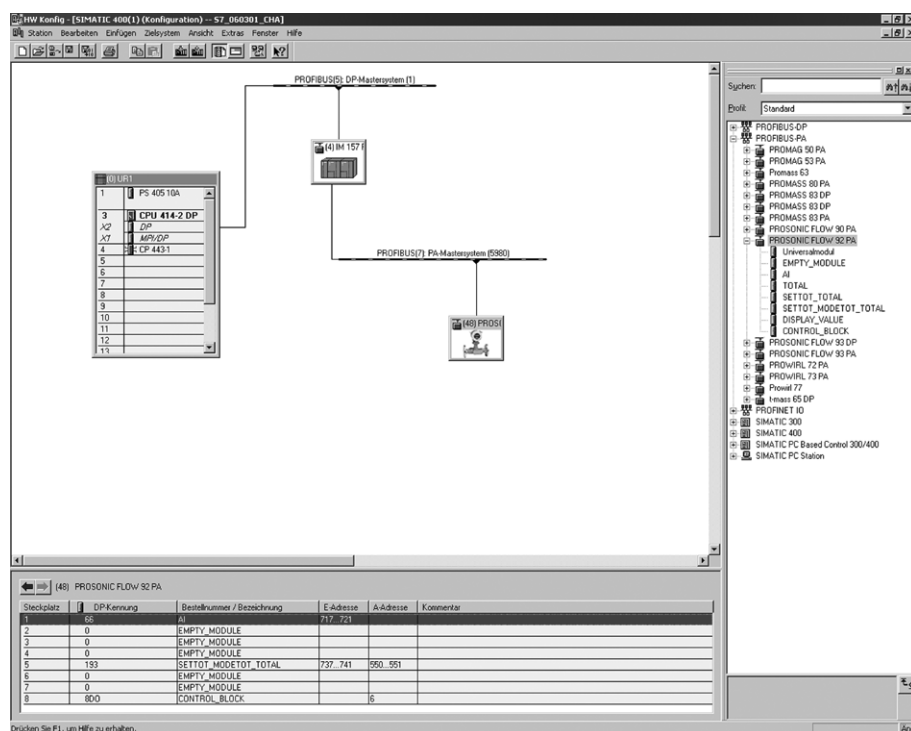 HW Konfig - [SIMATIC 400(1) (Konfiguration) -- S7_060301_CHA]
Station Bearbeiten Einfügen Zielsystem Ansicht Extras Fenster Hilfe
PROFIBUS(5): DP-Mastersystem (1)
(4) IM 157
(0) UR1
1 PS 405 10A
3 CPU 414-2 DP
X2 DP
X1 MPI/DP
4 CP 443-1
5
6
7
8
9
10
11
12
13
PROFIBUS(7): PA-Mastersystem (5980)
(48) PROS
Suchen:
Profil: Standard
PROFIBUS-DP
PROFIBUS-PA
PROMAG 50 PA
PROMAG 53 PA
Promass 63
PROMASS 80 PA
PROMASS 83 DP
PROMASS 83 DP
PROMASS 83 PA
PROSONIC FLOW 90 PA
PROSONIC FLOW 92 PA
Universalmodul
EMPTY_MODULE
AI
TOTAL
SETTOT_TOTAL
SETTOT_MODETOT_TOTAL
DISPLAY_VALUE
CONTROL_BLOCK
PROSONIC FLOW 93 DP
PROSONIC FLOW 93 PA
PROWIRL 72 PA
PROWIRL 73 PA
Prowirl 77
t-mass 65 DP
PROFINET IO
SIMATIC 300
SIMATIC 400
SIMATIC PC Based Control 300/400
SIMATIC PC Station
(48) PROSONIC FLOW 92 PA
Steckplatz DP-Kennung Bestellnummer / Bezeichnung E-Adresse A-Adresse Kommentar
1 66 AI 717...721
2 0 EMPTY_MODULE
3 0 EMPTY_MODULE
4 0 EMPTY_MODULE
5 193 SETTOT_MODETOT_TOTAL 737...741 550...551
6 0 EMPTY_MODULE
7 0 EMPTY_MODULE
8 8DO CONTROL_BLOCK 6
Drücken Sie F1, um Hilfe zu erhalten.